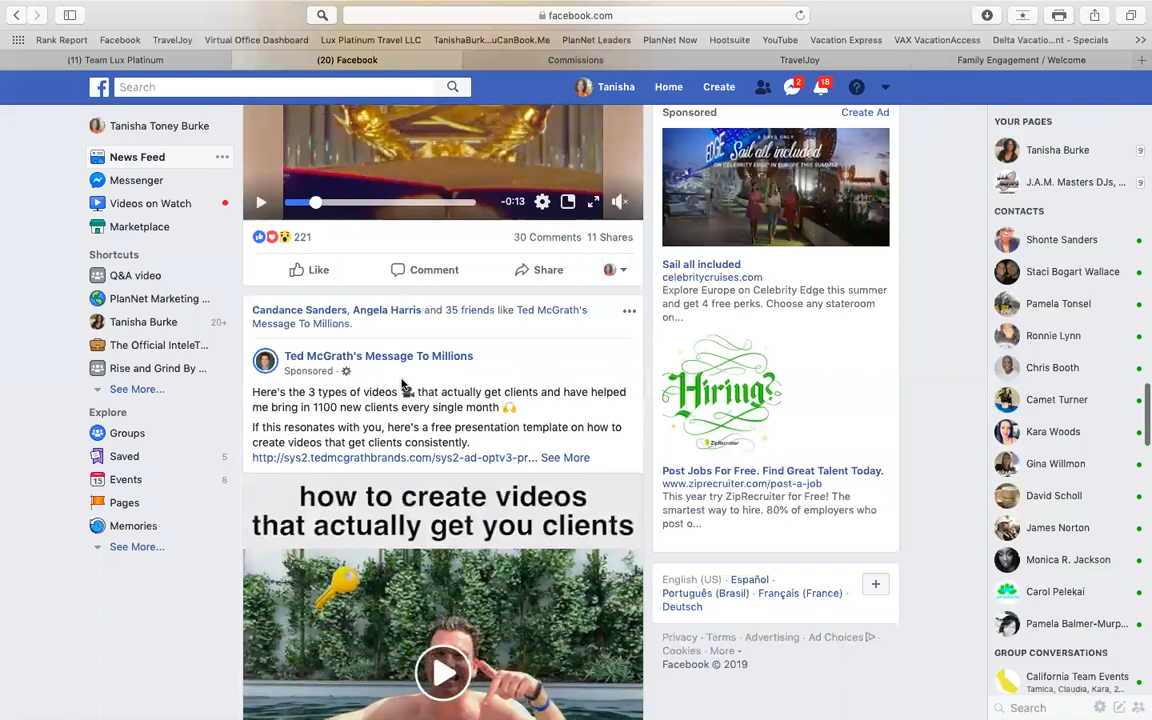 facebook.com
Rank Report
Facebook
TravelJoy
Virtual Office Dashboard
Lux Platinum Travel LLC
TanishaBurk...uCanBook.Me
PlanNet Leaders
PlanNet Now
Hootsuite
YouTube
Vacation Express
VAX VacationAccess
Delta Vacatio...nt - Specials
(11) Team Lux Platinum
(20) Facebook
Commissions
TravelJoy
Family Engagement / Welcome
Search
Tanisha
Home
Create
2
18
Tanisha Toney Burke
News Feed
Messenger
Videos on Watch
Marketplace
Shortcuts
Q&A video
PlanNet Marketing ...
Tanisha Burke 20+
The Official InteleT...
Rise and Grind By ...
See More...
Explore
Groups
Saved 5
Events 8
Pages
Memories
See More...
-0:13
221
30 Comments 11 Shares
Like
Comment
Share
Candance Sanders, Angela Harris and 35 friends like Ted McGrath's
Message To Millions.
Ted McGrath's Message To Millions
Sponsored ·
Here's the 3 types of videos that actually get clients and have helped
me bring in 1100 new clients every single month
If this resonates with you, here's a free presentation template on how to
create videos that get clients consistently.
http://sys2.tedmcgrathbrands.com/sys2-ad-optv3-pr... See More
how to create videos
that actually get you clients
Sponsored
Create Ad
EDGE
Sail all included
ON CELEBRITY EDGE THIS SUMMER
Sail all included
celebritycruises.com
Explore Europe on Celebrity Edge this summer
and get 4 free perks. Choose any stateroom
on...
Hiring?
ZipRecruiter
Post Jobs For Free. Find Great Talent Today.
www.ziprecruiter.com/post-a-job
This year try ZipRecruiter for Free! The
smartest way to hire. 80% of employers who
post o...
English (US) · Español ·
Português (Brasil) · Français (France) ·
Deutsch
Privacy · Terms · Advertising · Ad Choices ·
Cookies · More
Facebook © 2019
YOUR PAGES
Tanisha Burke 9
J.A.M. Masters DJs, ... 9
CONTACTS
Shonte Sanders
Staci Bogart Wallace
Pamela Tonsel
Ronnie Lynn
Chris Booth
Camet Turner
Kara Woods
Gina Willmon
David Scholl
James Norton
Monica R. Jackson
Carol Pelekai
Pamela Balmer-Murp...
GROUP CONVERSATIONS
California Team Events
Tamica, Claudia, Kara, 2...
Search